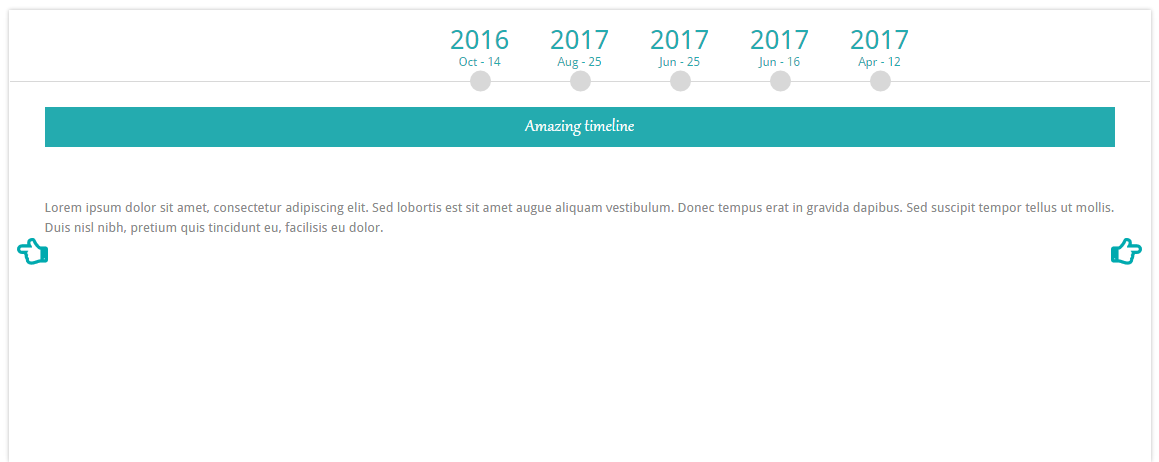 2016 2017 2017 2017 2017
Oct - 14 Aug - 25 Jun - 25 Jun - 16 Apr - 12
Amazing timeline
Lorem ipsum dolor sit amet, consectetur adipiscing elit. Sed lobortis est sit amet augue aliquam vestibulum. Donec tempus erat in gravida dapibus. Sed suscipit tempor tellus ut mollis.
Duis nisl nibh, pretium quis tincidunt eu, facilisis eu dolor.